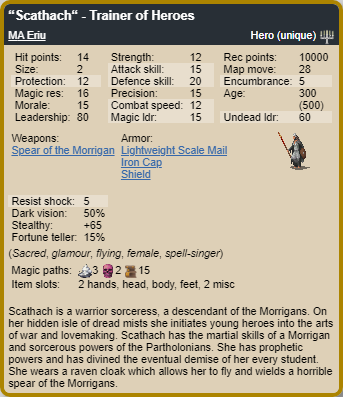 “Scathach“ - Trainer of Heroes
MA Eriu Hero (unique)
Hit points: 14 Strength: 12 Rec points: 10000
Size: 2 Attack skill: 15 Map move: 28
Protection: 12 Defence skill: 20 Encumbrance: 5
Magic res: 16 Precision: 15 Age: 300
Morale: 15 Combat speed: 12 (500)
Leadership: 80 Magic ldr: 15 Undead ldr: 60
Weapons: Armor:
Spear of the Morrigan Lightweight Scale Mail
Iron Cap
Shield
Resist shock: 5
Dark vision: 50%
Stealthy: +65
Fortune teller: 15%
(Sacred, glamour, flying, female, spell-singer)
Magic paths: 3 2 15
Item slots: 2 hands, head, body, feet, 2 misc
Scathach is a warrior sorceress, a descendant of the Morrigans. On
her hidden isle of dread mists she initiates young heroes into the arts
of war and lovemaking. Scathach has the martial skills of a Morrigan
and sorcerous powers of the Partholonians. She has prophetic
powers and has divined the eventual demise of her every student.
She wears a raven cloak which allows her to fly and wields a horrible
spear of the Morrigans.